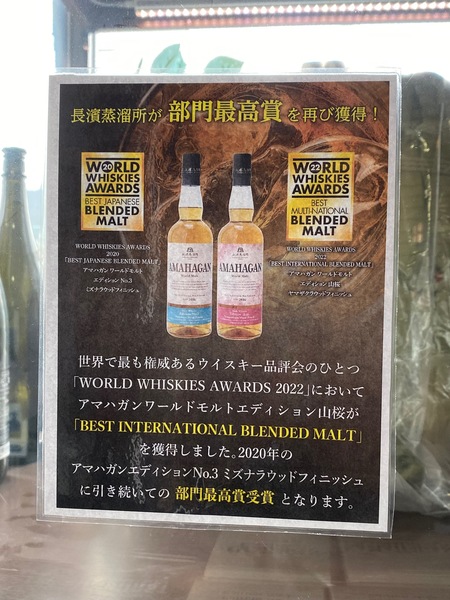 長濱蒸溜所が 部門最高賞 を再び獲得！
20
WORLD
WHISKIES
AWARDS
BEST JAPANESE
BLENDED
MALT
WORLD WHISKIES AWARDS
2020
「BEST JAPANESE BLENDED MALT」
アマハガン ワールドモルト
エディション No.3
ミズナラウッドフィニッシュ
AMAHAGAN
World Malt
AMAHAGAN
World Malt
22
WORLD
WHISKIES
AWARDS
BEST
MULTI-NATIONAL
BLENDED
MALT
WORLD WHISKIES AWARDS
2022
「BEST INTERNATIONAL BLENDED MALT」
アマハガン ワールドモルト
エディション 山桜
ヤマザクラウッドフィニッシュ
世界で最も権威あるウイスキー品評会のひとつ
「WORLD WHISKIES AWARDS 2022」において
アマハガンワールドモルトエディション山桜が
「BEST INTERNATIONAL BLENDED MALT」
を獲得しました。2020年の
アマハガンエディションNo.3 ミズナラウッドフィニッシュ
に引き続いての 部門最高賞受賞 となります。